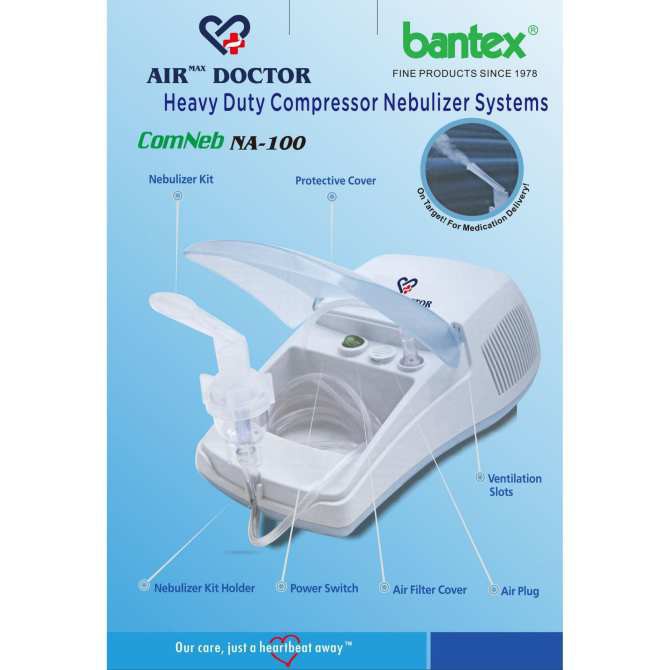 AIR MAX DOCTOR
bantex®
FINE PRODUCTS SINCE 1978
Heavy Duty Compressor Nebulizer Systems
ComNeb NA-100
On Target! For Medication Delivery!
Nebulizer Kit
Protective Cover
Ventilation
Slots
Nebulizer Kit Holder
Power Switch
Air Filter Cover
Air Plug
Our care, just a heartbeat away™